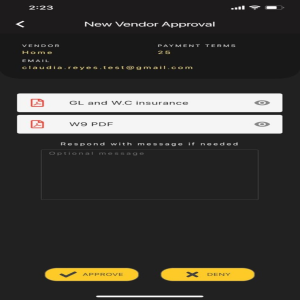 2:23
New Vendor Approval
VENDOR PAYMENT TERMS
Home 25
EMAIL
claudia.reyes.test@gmail.com
GL and W.C insurance
W9 PDF
Respond with message if needed
Optional message
APPROVE DENY